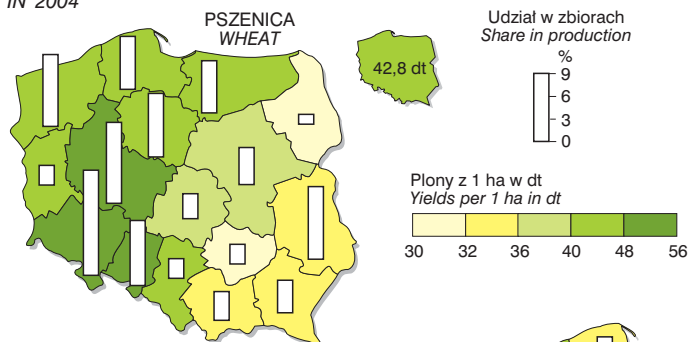 IN 2004
PSZENICA
WHEAT
42,8 dt
Udział w zbiorach
Share in production
%
9
6
3
0
Plony z 1 ha w dt
Yields per 1 ha in dt
30 32 36 40 48 56